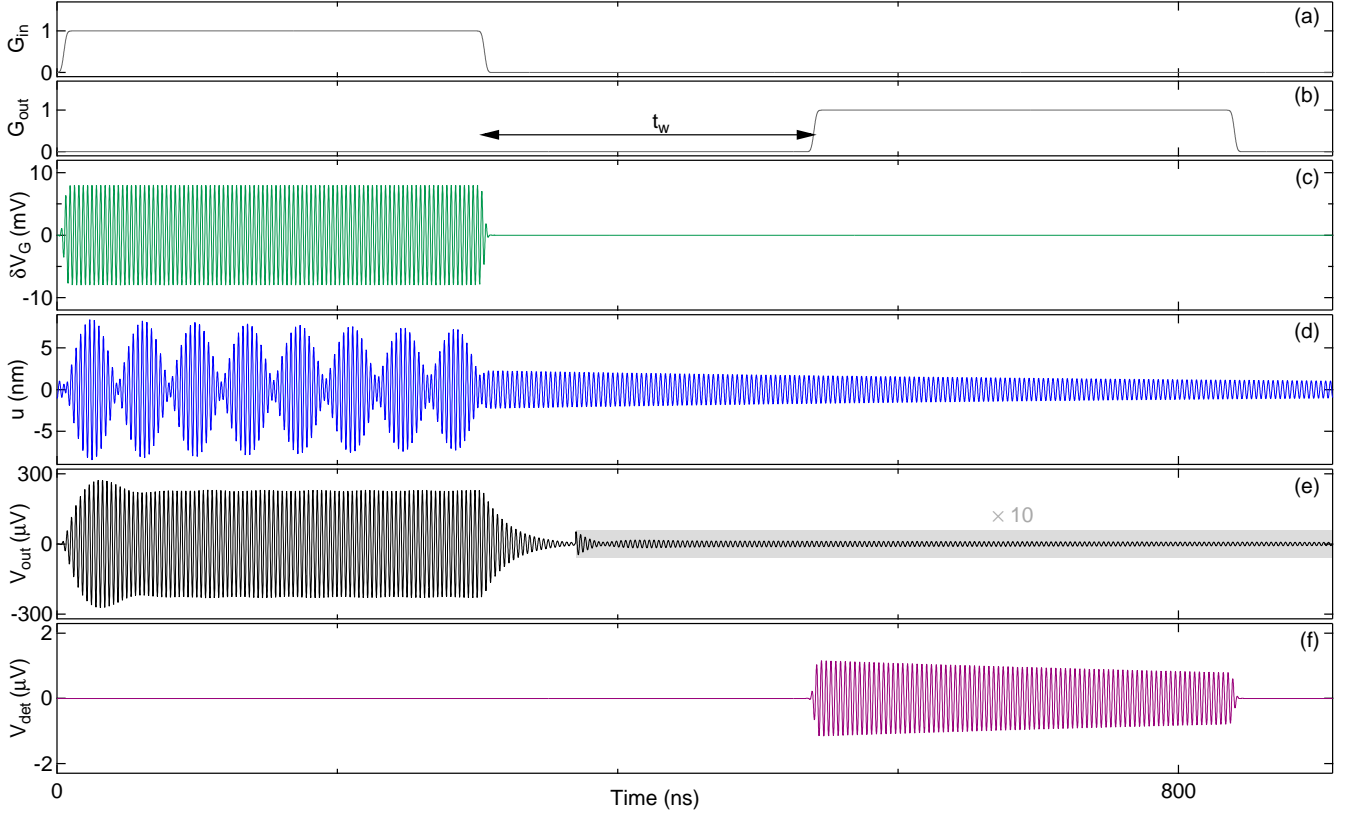 (a)
G_in
1
0
(b)
G_out
1
0
t_w
(c)
δV_G (mV)
10
0
-10
(d)
u (nm)
5
0
-5
(e)
V_out (μV)
300
0
-300
× 10
(f)
V_det (μV)
2
0
-2
0
800
Time (ns)